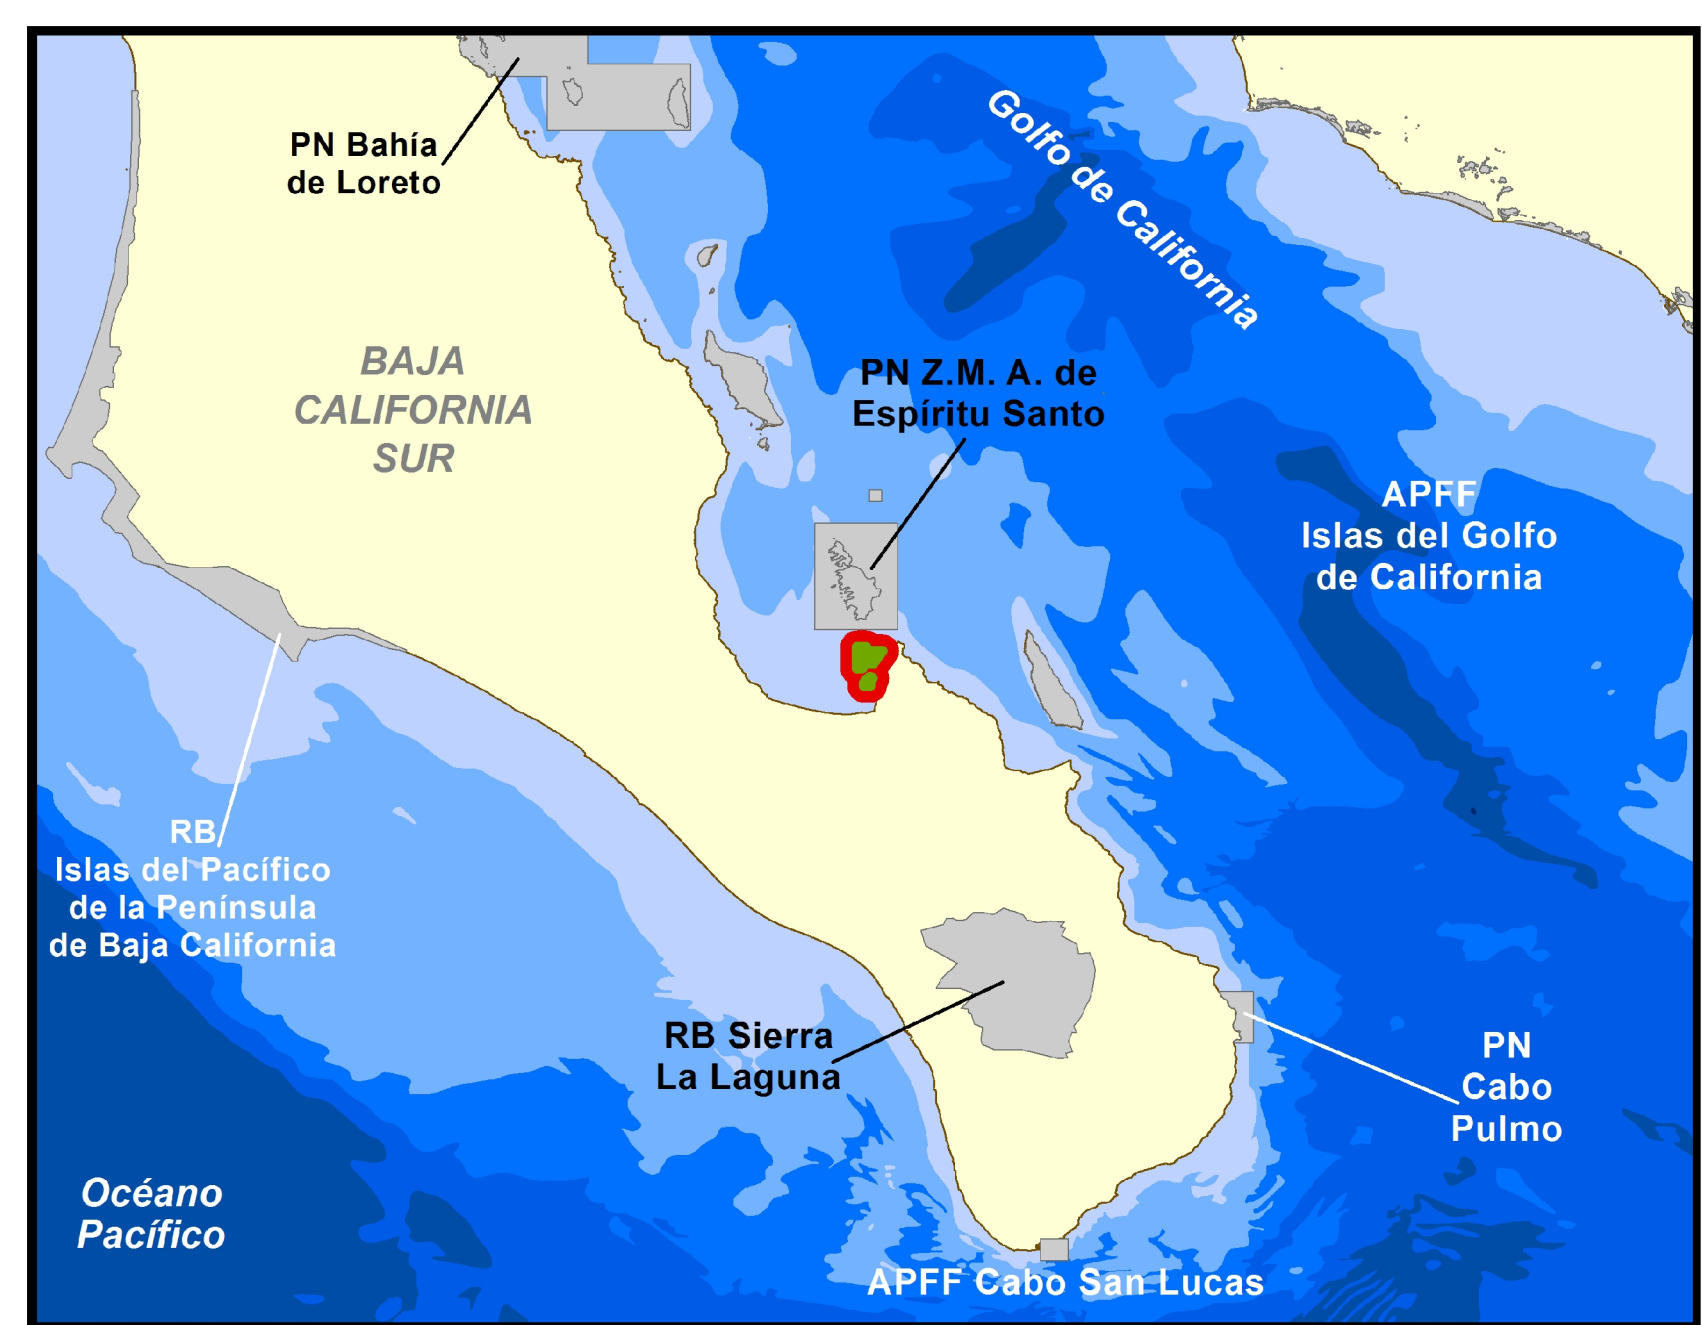 PN Bahía
de Loreto
Golfo de California
BAJA
CALIFORNIA
SUR
PN Z.M. A. de
Espíritu Santo
APFF
Islas del Golfo
de California
RB
Islas del Pacífico
de la Península
de Baja California
RB Sierra
La Laguna
PN
Cabo
Pulmo
Océano
Pacífico
APFF Cabo San Lucas